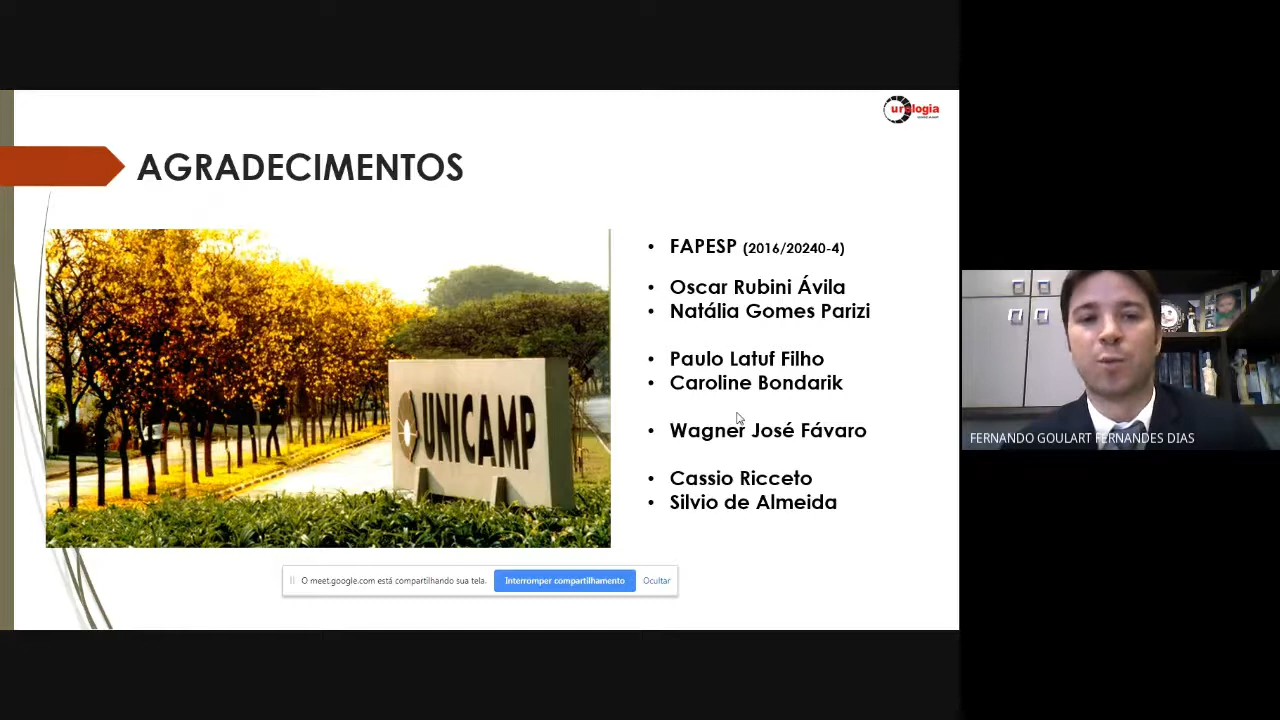 urologia
AGRADECIMENTOS
UNICAMP
• FAPESP (2016/20240-4)
• Oscar Rubini Ávila
• Natália Gomes Parizi
• Paulo Latuf Filho
• Caroline Bondarik
• Wagner José Fávaro
• Cassio Ricceto
• Silvio de Almeida
FERNANDO GOULART FERNANDES DIAS
O meet.google.com está compartilhando sua tela. Interromper compartilhamento Ocultar